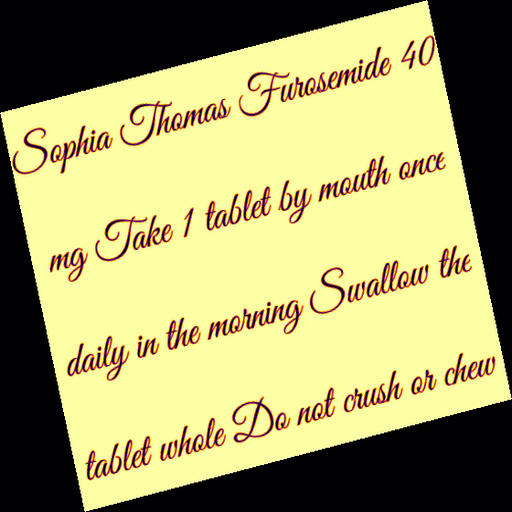 Sophia Thomas Furosemide 40
mg Take 1 tablet by mouth once
daily in the morning Swallow the
tablet whole Do not crush or chew